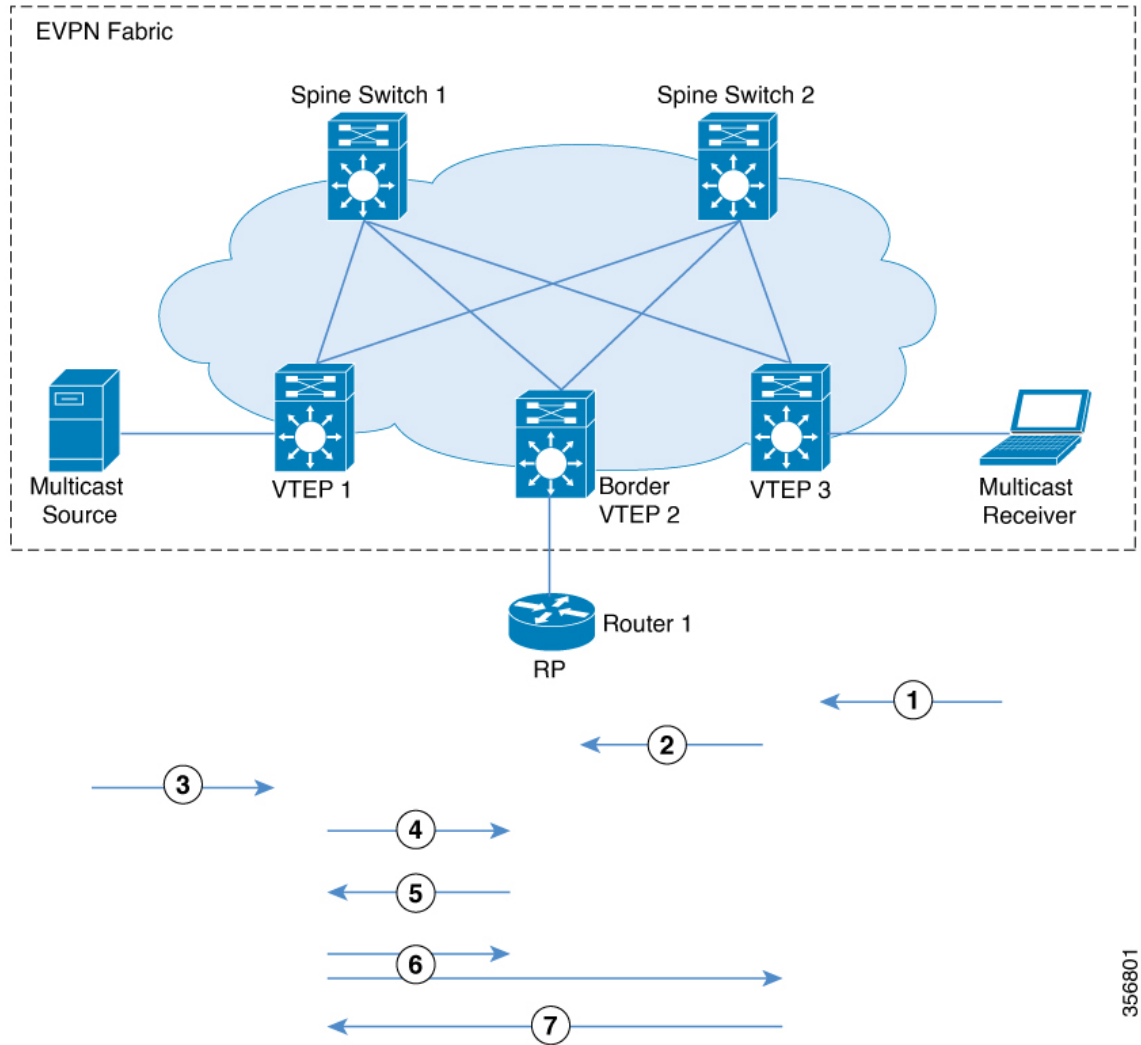 EVPN Fabric
Spine Switch 1
Spine Switch 2
Multicast
Source
VTEP 1
Border
VTEP 2
VTEP 3
Multicast
Receiver
Router 1
RP
1
2
3
4
5
6
7
356801